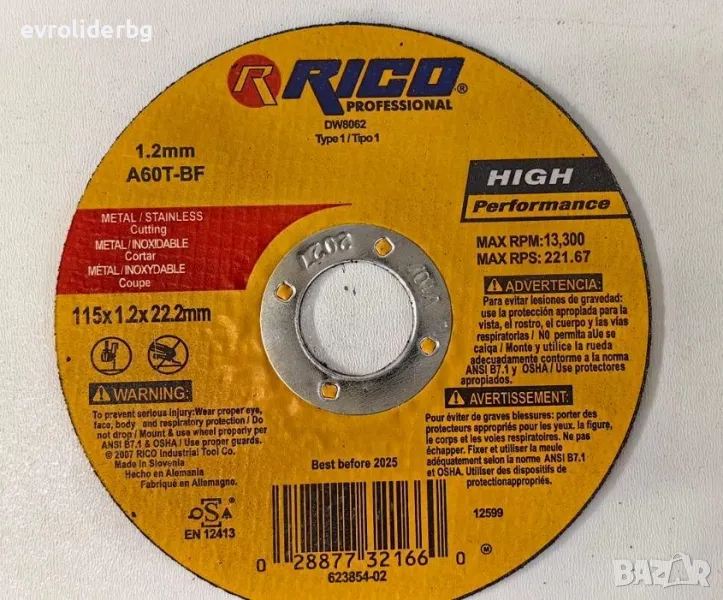 evroliderbg
R RICO®
PROFESSIONAL
DW8062
Type 1 / Tipo 1
1.2mm
A60T-BF
HIGH
Performance
METAL / STAINLESS
Cutting
METAL / INOXIDABLE
Cortar
METAL / INOXYDABLE
Coupe
2021
MAX RPM:13,300
MAX RPS: 221.67
115x1.2x22.2mm
ADVERTENCIA:
Para evitar lesiones de gravedad:
use la protección apropiada para la
vista, el rostro, el cuerpo y las vías
respiratorias / N0 permita aUe se
caiqa / Monte y utilice la rueda
adecuadamente conforme a la norma
ANSI B7.1 y OSHA / Use protectores
apropiados.
WARNING:
To prevent serious injury:Wear proper eye,
face, body and respiratory protection / Do
not drop / Mount & use wheel properly per
ANSI B7.1 & OSHA / Use proper guards.
© 2007 RICO Industrial Tool Co.
Made in Slovenia
Hecho en Alemania
Fabriqué en Allemagne.
AVERTISSEMENT:
Pour éviter de graves blessures: porter des
protecteurs appropriés pour les yeux. la figure,
le corps et les voies respiratoires. Ne pas
échapper. Fixer et utiliser la meule
adéquatement selon la norme ANSI B7.1
et OSHA. Utiliser des dispositifs de
protectionappropriés.
Best before 2025
oSa
EN 12413
12599
0 28877 32166 0
623854-02
M
BAZAR